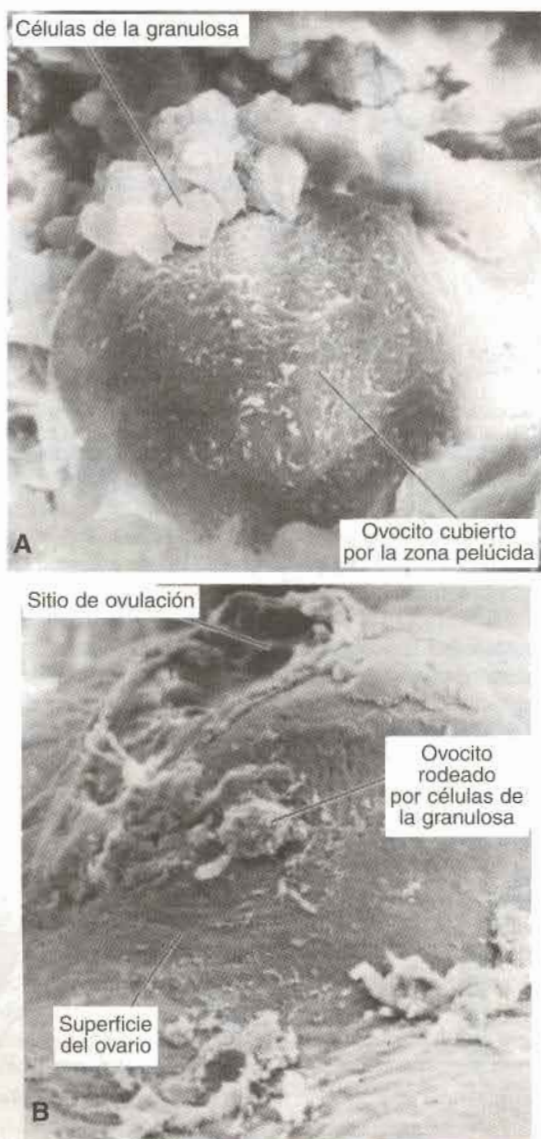 Células de la granulosa
Ovocito cubierto
por la zona pelúcida
A
Sitio de ovulación
Ovocito
rodeado
por células de
la granulosa
Superficie
del ovario
B